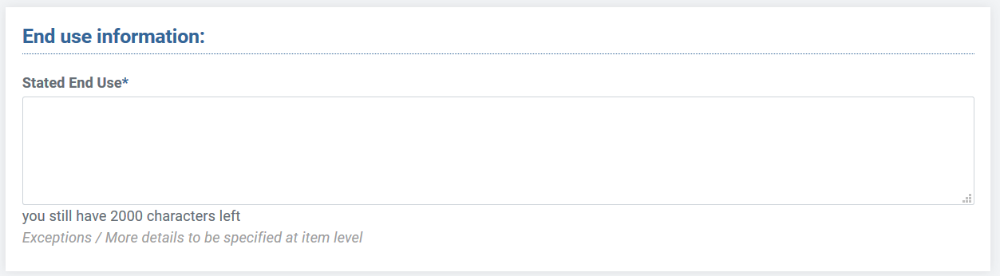 End use information:
Stated End Use*
you still have 2000 characters left
Exceptions / More details to be specified at item level